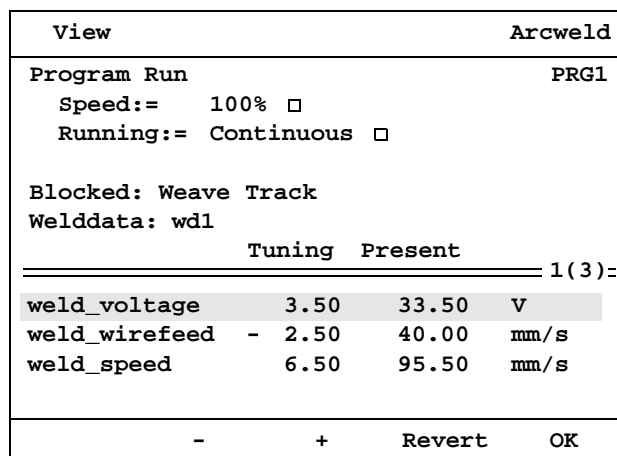 View Arcweld
Program Run PRG1
Speed:= 100%
Running:= Continuous
Blocked: Weave Track
Welddata: wd1
Tuning Present
1(3)
weld_voltage 3.50 33.50 V
weld_wirefeed - 2.50 40.00 mm/s
weld_speed 6.50 95.50 mm/s
- + Revert OK